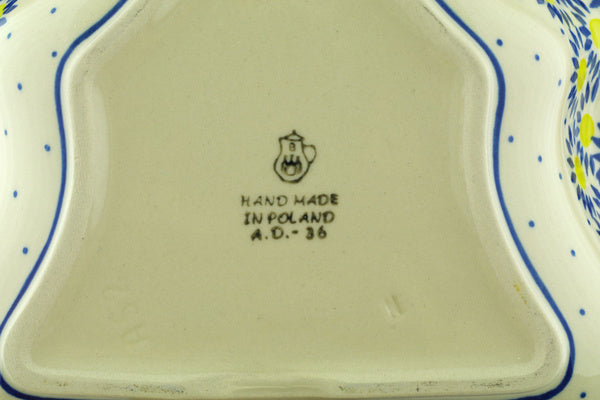 HAND MADE
IN POLAND
A.D.- 36